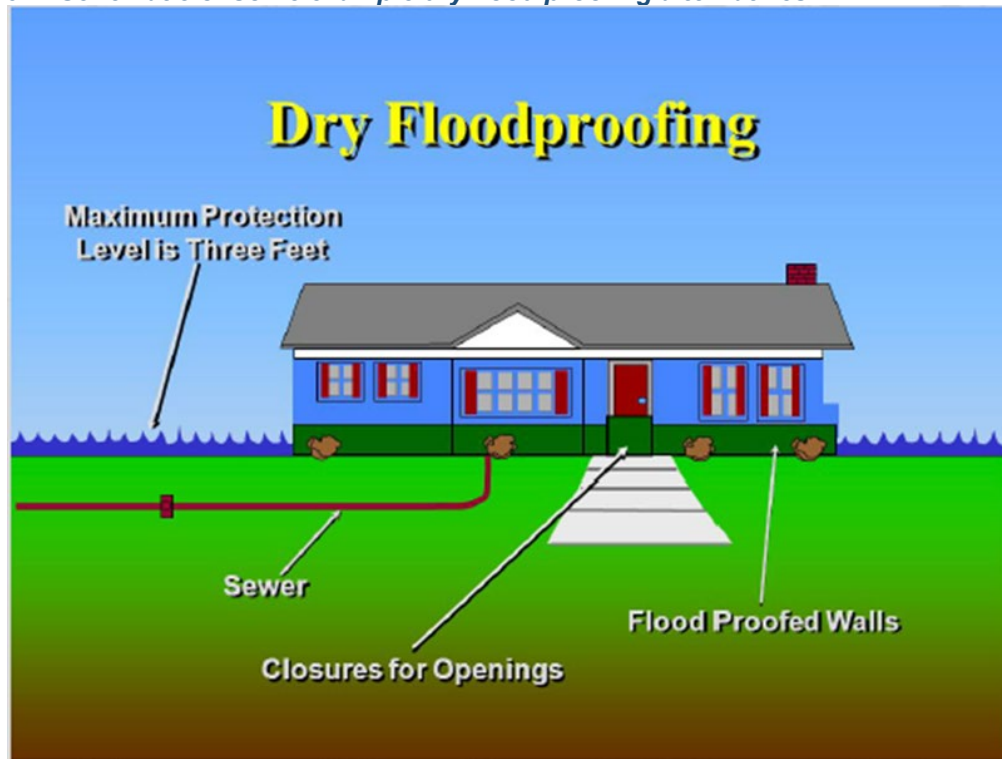 Dry Floodproofing
Maximum Protection
Level is Three Feet
Sewer
Flood Proofed Walls
Closures for Openings